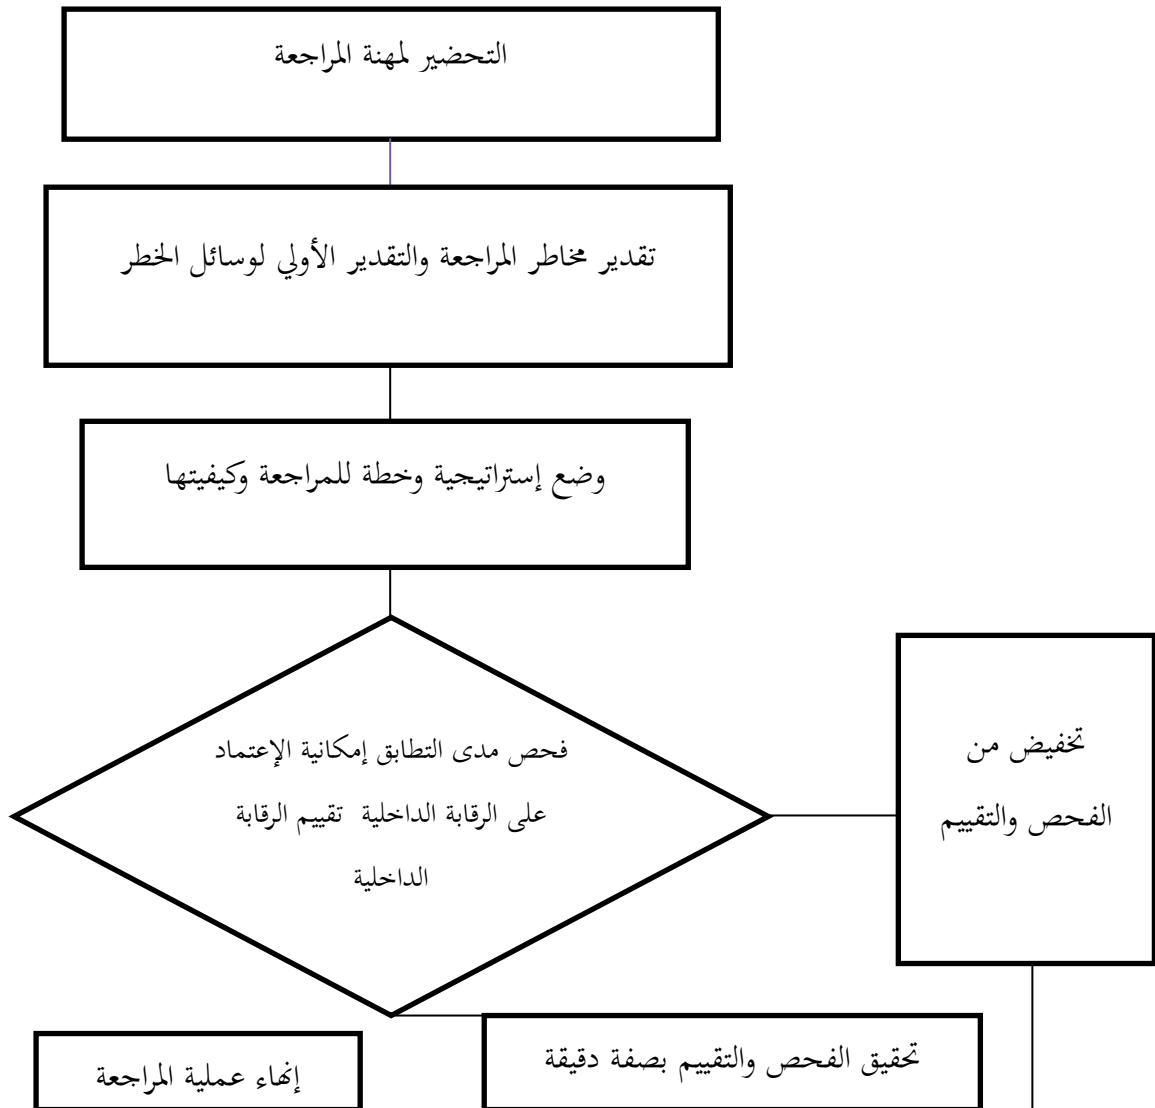 التحضير لمهنة المراجعة
تقدير مخاطر المراجعة والتقدير الأولي لوسائل الخطر
وضع إستراتيجية وخطة للمراجعة وكيفيتها
فحص مدى التطابق إمكانية الإعتماد
على الرقابة الداخلية تقييم الرقابة
الداخلية
تخفيض من
الفحص والتقييم
تحقيق الفحص والتقييم بصفة دقيقة
إنهاء عملية المراجعة